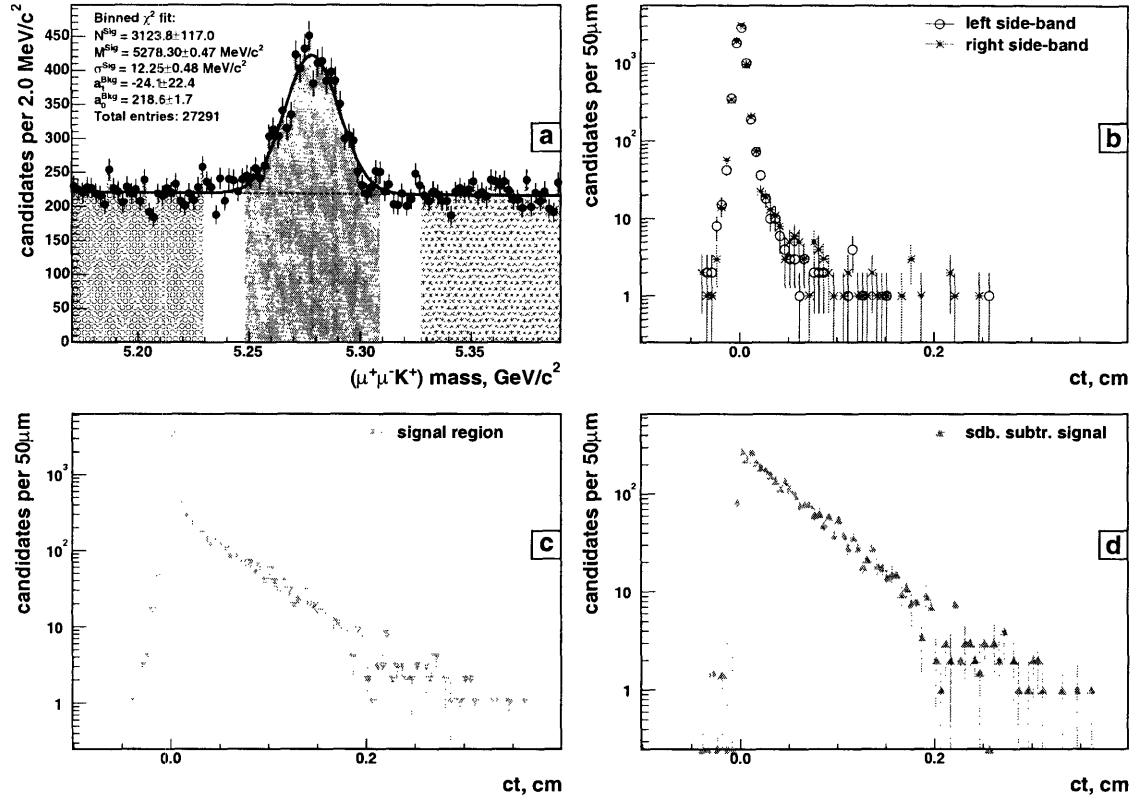 candidates per 2.0 MeV/c²
450
400
350
300
250
200
150
100
50
0
Binned χ² fit:
N^Sig = 3123.8±117.0
M^Sig = 5278.30±0.47 MeV/c²
σ^Sig = 12.25±0.48 MeV/c²
a₁^Bkg = -24.1±22.4
a₀^Bkg = 218.6±1.7
Total entries: 27291
a
5.20
5.25
5.30
5.35
(μ⁺μ⁻K⁺) mass, GeV/c²
candidates per 50μm
10³
10²
10
1
left side-band
right side-band
b
0.0
0.2
ct, cm
candidates per 50μm
10³
10²
10
1
signal region
c
0.0
0.2
ct, cm
candidates per 50μm
10²
10
1
sdb. subtr. signal
d
0.0
0.2
ct, cm